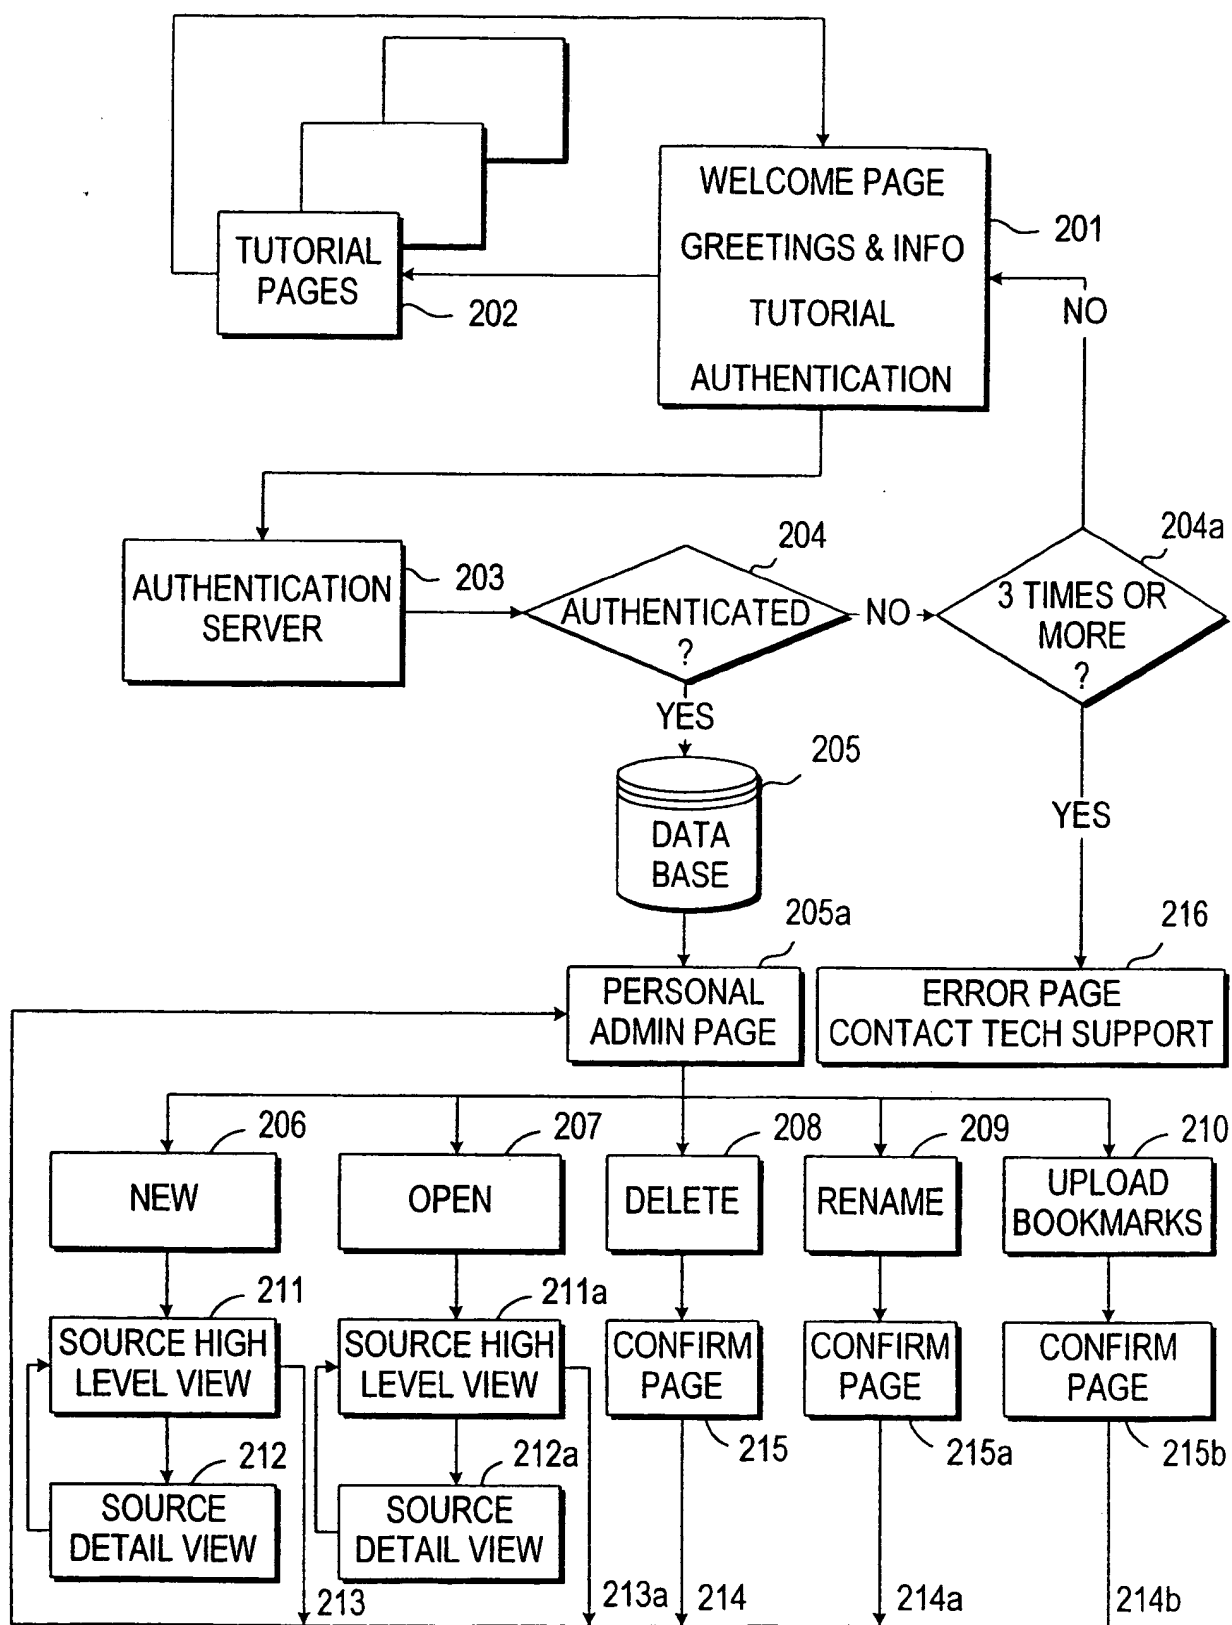 WELCOME PAGE
GREETINGS & INFO
TUTORIAL
AUTHENTICATION
201
TUTORIAL
PAGES
202
NO
AUTHENTICATION
SERVER
203
AUTHENTICATED
?
204
NO
3 TIMES OR
MORE
?
204a
YES
YES
DATA
BASE
205
PERSONAL
ADMIN PAGE
205a
ERROR PAGE
CONTACT TECH SUPPORT
216
206
207
208
209
210
NEW
OPEN
DELETE
RENAME
UPLOAD
BOOKMARKS
211
211a
SOURCE HIGH
LEVEL VIEW
SOURCE HIGH
LEVEL VIEW
CONFIRM
PAGE
CONFIRM
PAGE
CONFIRM
PAGE
215
215a
215b
212
212a
SOURCE
DETAIL VIEW
SOURCE
DETAIL VIEW
213
213a
214
214a
214b